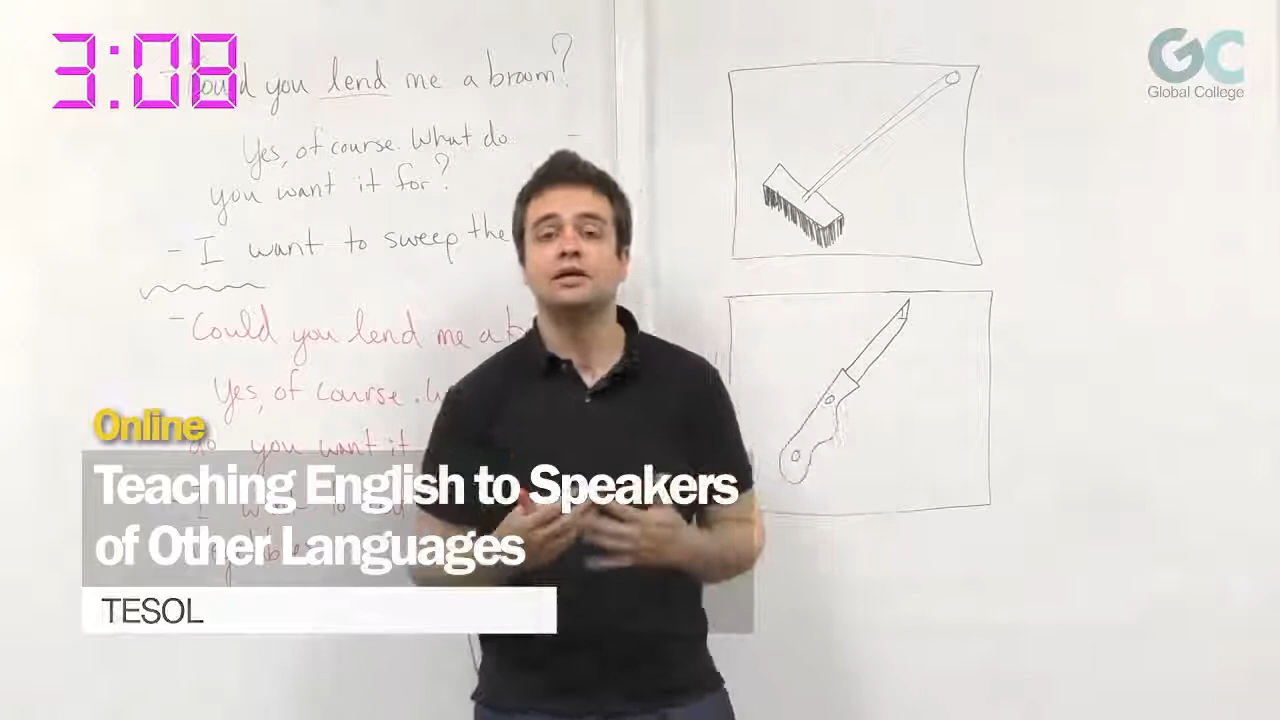 3:08
GC
Global College
you lend me a broom?
Yes, of course. What do
you want it for?
- I want to sweep the
- Could you lend me a
Yes, of course.
do you want it
Online
Teaching English to Speakers
of Other Languages
TESOL